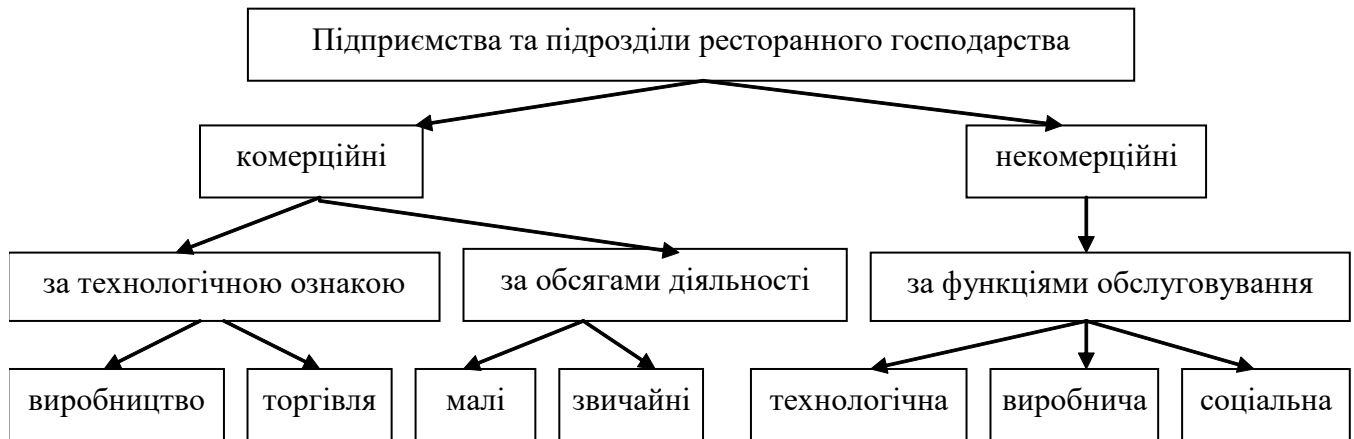 Підприємства та підрозділи ресторанного господарства
комерційні
некомерційні
за технологічною ознакою
за обсягами діяльності
за функціями обслуговування
виробництво
торгівля
малі
звичайні
технологічна
виробнича
соціальна